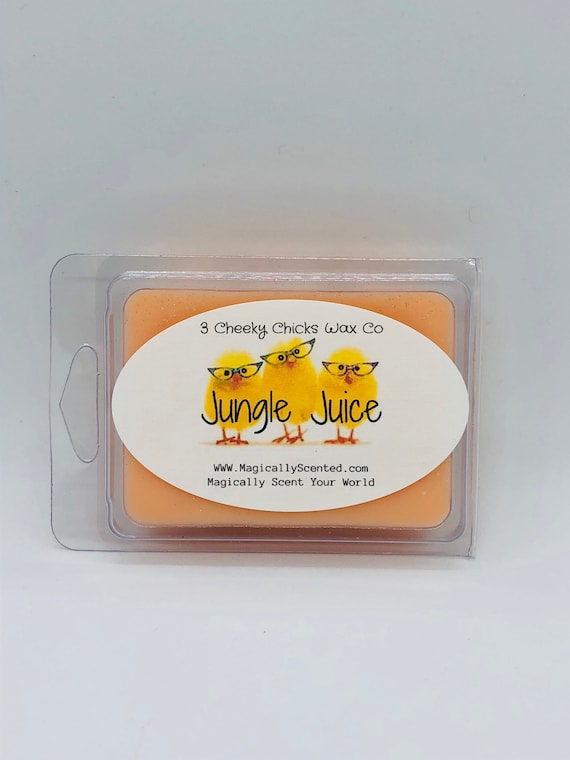 3 Cheeky Chicks Wax Co
Jungle Juice
WWW.MagicallyScented.com
Magically Scent Your World